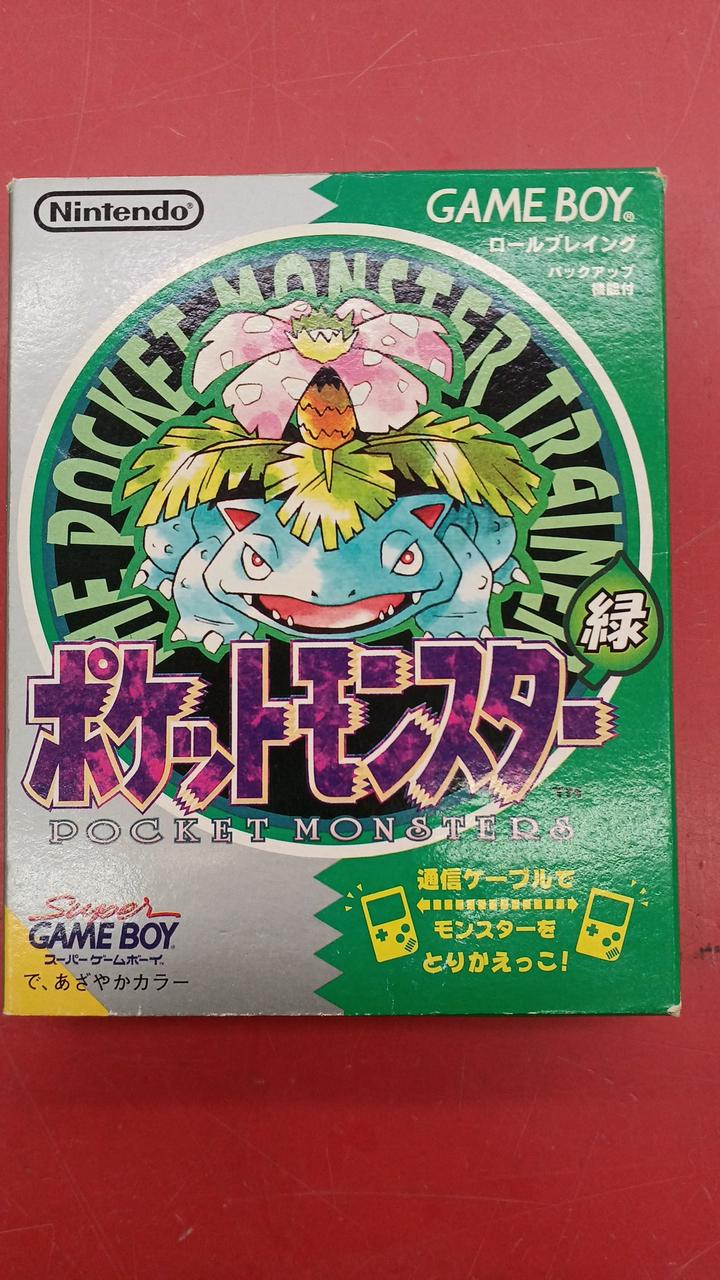 Nintendo®
GAME BOY®
ロールプレイング
バックアップ
機能付
THE POCKET MONSTER TRAINER
緑
ポケットモンスター
TM
POCKET MONSTERS
Super
GAME BOY®
スーパーゲームボーイ™
で、あざやかカラー
通信ケーブルで
モンスターを
とりかえっこ!